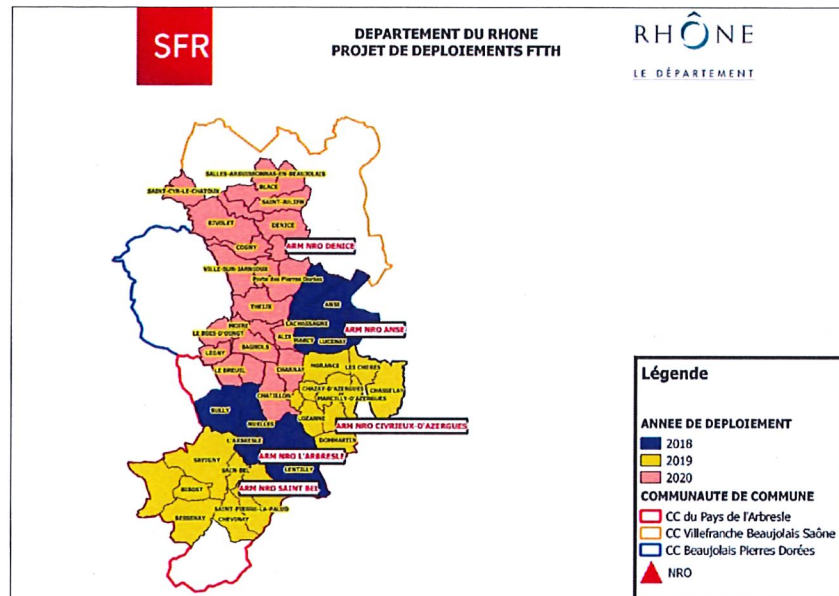 SFR
DEPARTEMENT DU RHONE
PROJET DE DEPLOIEMENTS FTTH
RHÔNE
LE DÉPARTEMENT
SALLES-ARBUISSONNAS-EN-BEAUJOLAIS
BLACE
SAINT-CYR-LE-CHATOUX
SAINT-JULIEN
RIVOLET
DENICE
COGNY
ARM NRO DENICE
VILLE-SUR-JARNIOUX
Porte des Pierres Dorées
ANSE
THEIZE
LACHASSAGNE
MOIRE
LE BOIS-D'OINGT
ALIX
MARCY
LUCENAY
ARM NRO ANSE
BAGNOLS
LEGNY
MORANCE
LES CHERES
LE BREUIL
CHARNAY
CHAZAY-D'AZERGUES
CHASSELAY
MARCILLY-D'AZERGUES
CHATILLON
BULLY
LOZANNE
NUELLES
ARM NRO CIVRIEUX-D'AZERGUES
L'ARBRESLE
DOMMARTIN
ARM NRO L'ARBRESLE
SAVIGNY
SAIN-BEL
LENTILLY
BIBOST
ARM NRO SAINT BEL
SAINT-PIERRE-LA-PALUD
BESSENAY
CHEVINAY
Légende
ANNEE DE DEPLOIEMENT
2018
2019
2020
COMMUNAUTE DE COMMUNE
CC du Pays de l'Arbresle
CC Villefranche Beaujolais Saône
CC Beaujolais Pierres Dorées
NRO